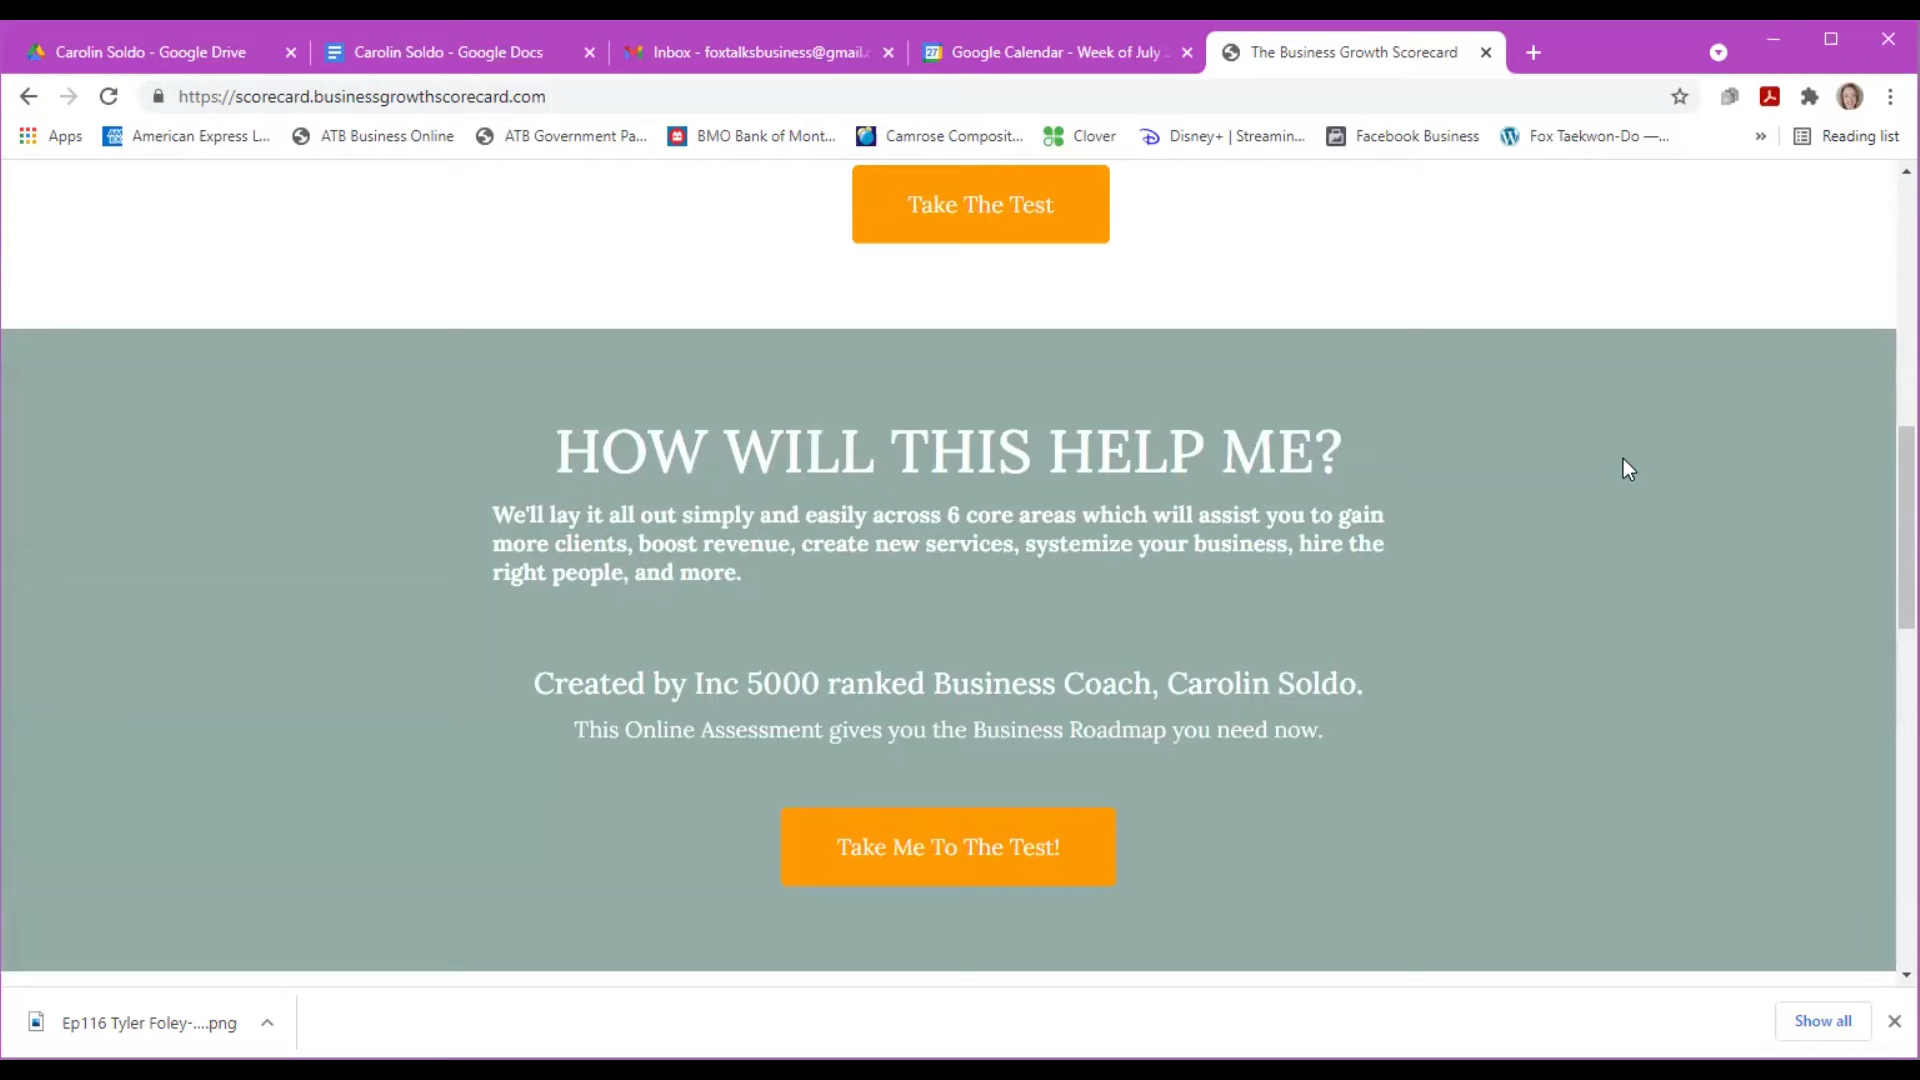 Carolin Soldo - Google Drive
Carolin Soldo - Google Docs
Inbox - foxtalksbusiness@gmail.c
27 Google Calendar - Week of July 2
The Business Growth Scorecard
https://scorecard.businessgrowthscorecard.com
Apps
American Express L...
ATB Business Online
ATB Government Pa...
BMO Bank of Mont...
Camrose Composit...
Clover
Disney+ | Streamin...
Facebook Business
Fox Taekwon-Do —...
»
Reading list
Take The Test
HOW WILL THIS HELP ME?
We'll lay it all out simply and easily across 6 core areas which will assist you to gain
more clients, boost revenue, create new services, systemize your business, hire the
right people, and more.
Created by Inc 5000 ranked Business Coach, Carolin Soldo.
This Online Assessment gives you the Business Roadmap you need now.
Take Me To The Test!
Ep116 Tyler Foley-....png
Show all